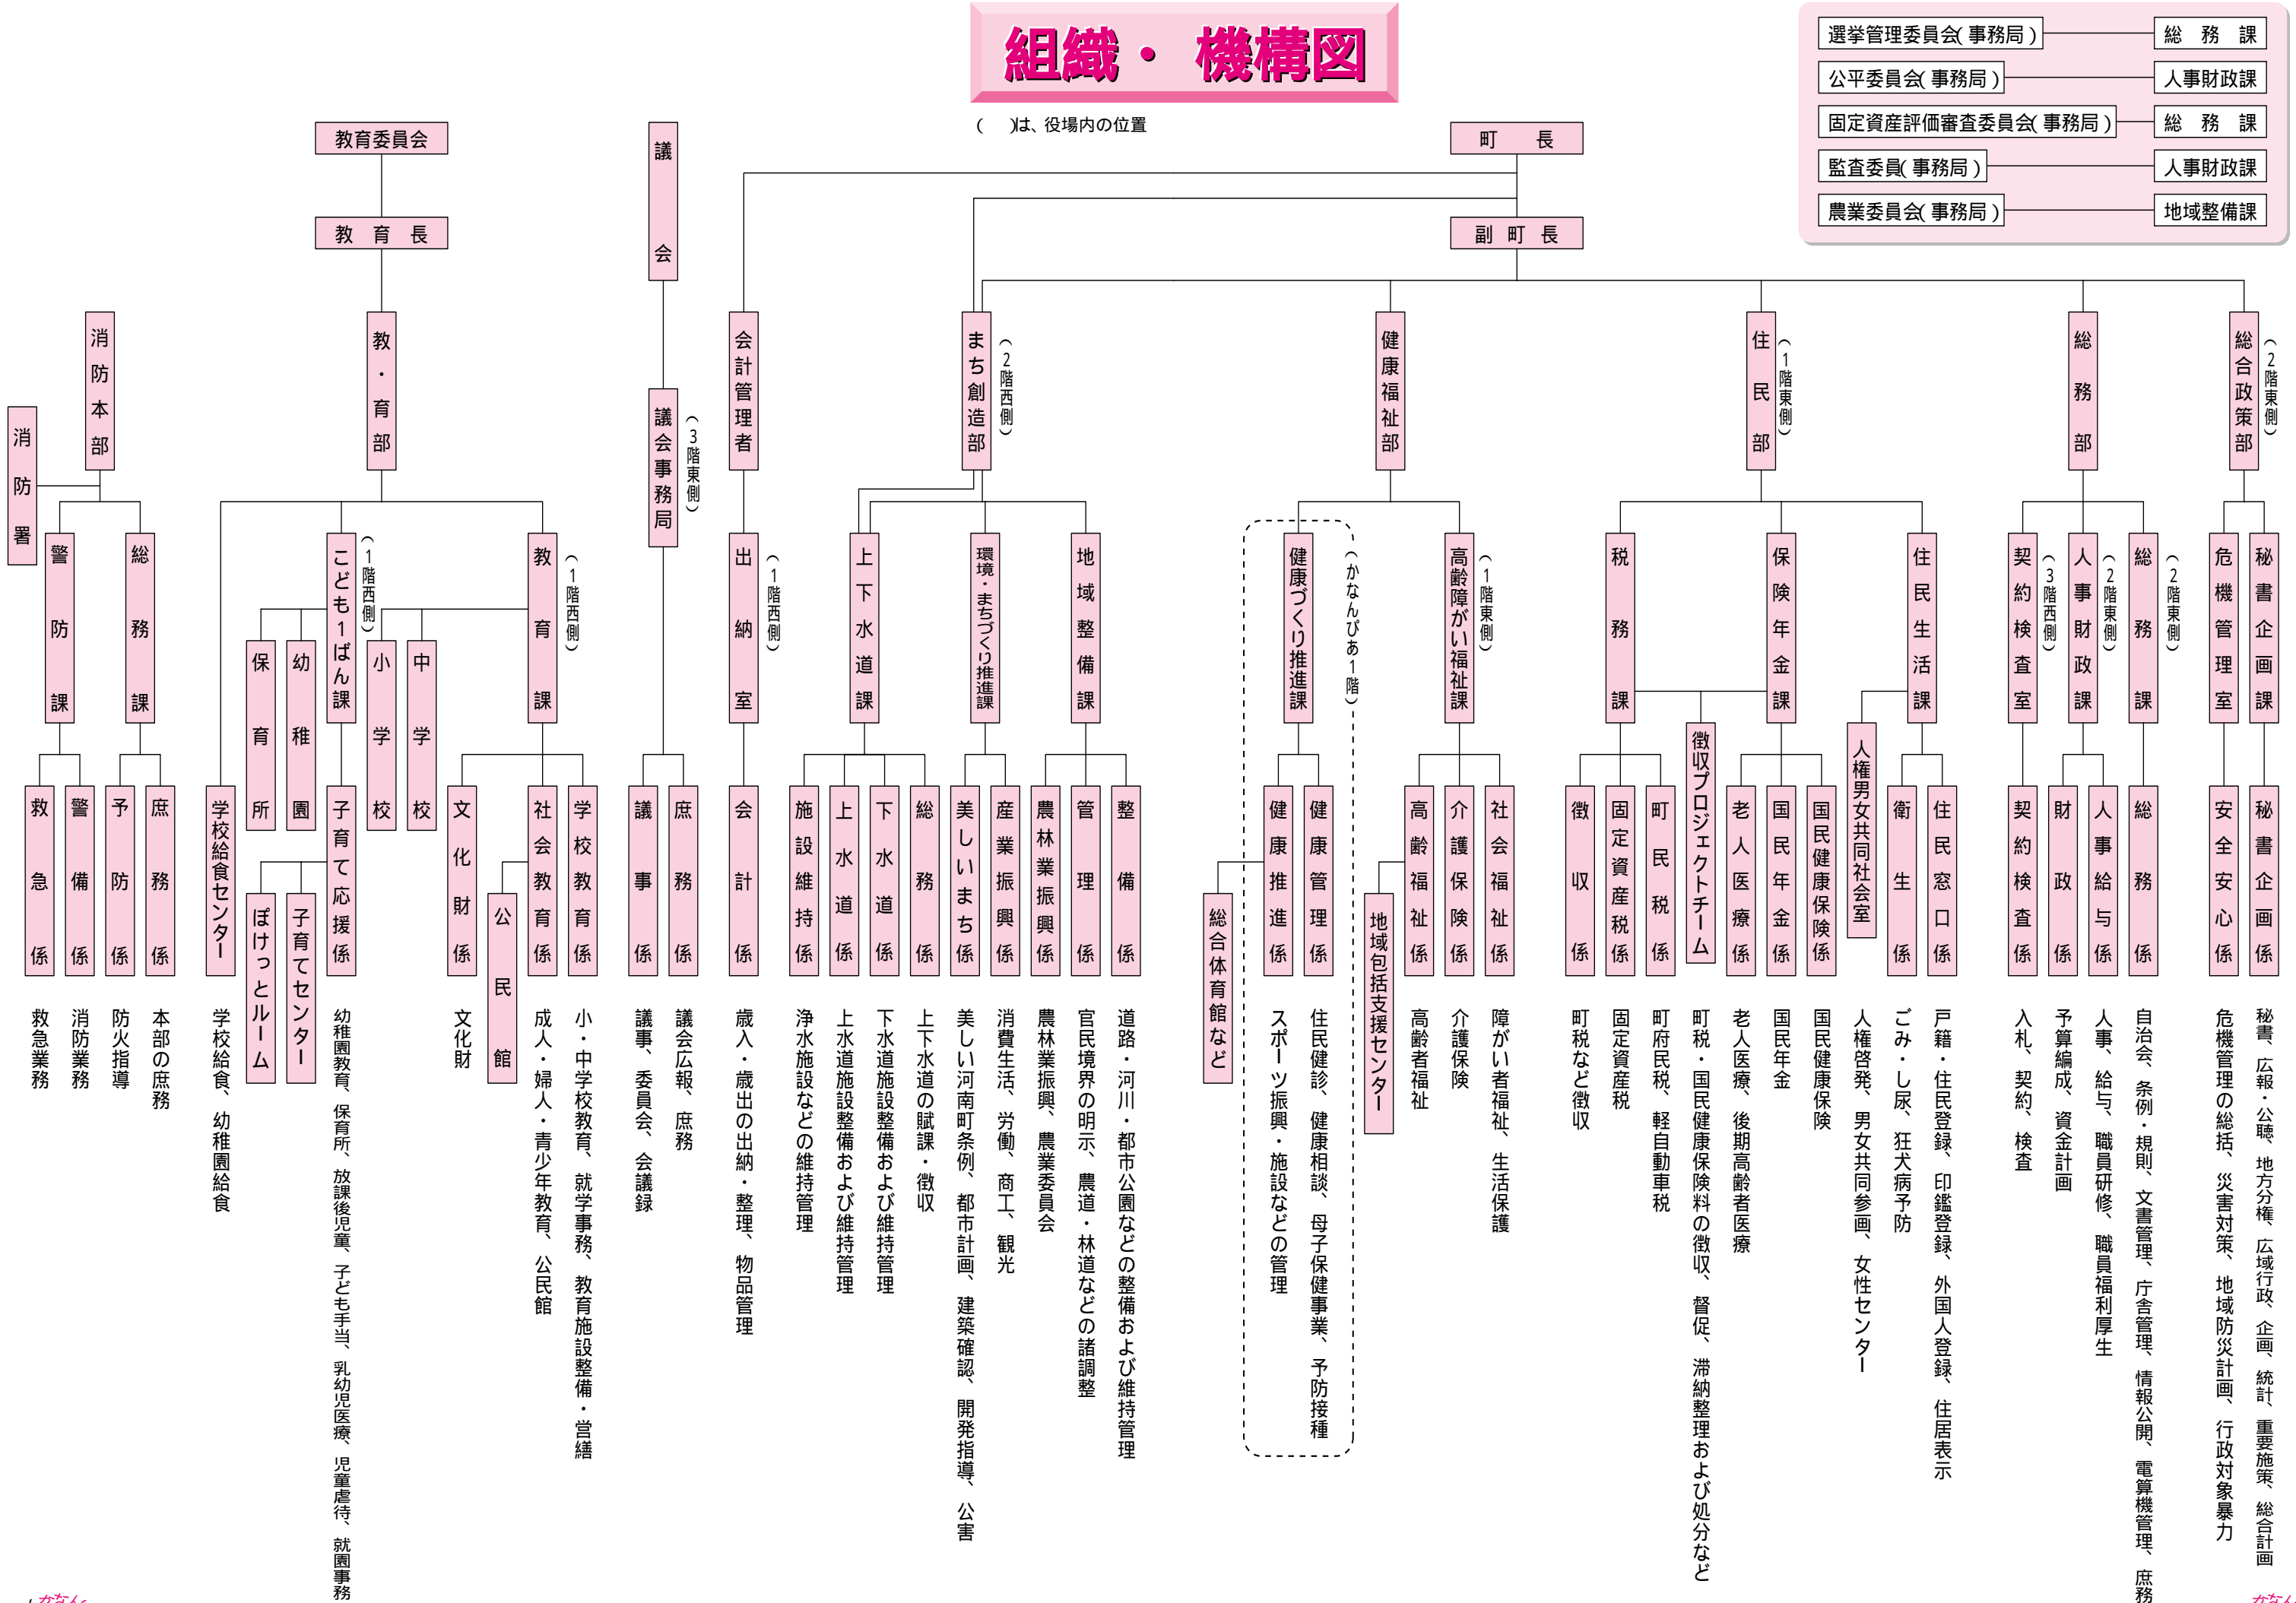 組織・機構図
(　)は、役場内の位置
選挙管理委員会(事務局)
総務課
公平委員会(事務局)
人事財政課
固定資産評価審査委員会(事務局)
総務課
監査委員(事務局)
人事財政課
農業委員会(事務局)
地域整備課
町長
副町長
議会
教育委員会
教育長
総合政策部
(2階東側)
総務部
住民部
(1階東側)
健康福祉部
まち創造部
(2階西側)
会計管理者
議会事務局
(3階東側)
教・育部
消防本部
消防署
秘書企画課
危機管理室
総務課
(2階東側)
人事財政課
(2階東側)
契約検査室
(3階西側)
住民生活課
保険年金課
税務課
高齢障がい福祉課
(1階東側)
健康づくり推進課
(かなんぴあ1階)
地域整備課
環境・まちづくり推進課
上下水道課
出納室
(1階西側)
教育課
(1階西側)
こども1ばん課
(1階西側)
総務課
警防課
中学校
小学校
幼稚園
保育所
人権男女共同社会室
徴収プロジェクトチーム
秘書企画係
安全安心係
総務係
人事給与係
財政係
契約検査係
住民窓口係
衛生係
国民健康保険係
国民年金係
老人医療係
町民税係
固定資産税係
徴収係
社会福祉係
介護保険係
高齢福祉係
地域包括支援センター
健康管理係
健康推進係
総合体育館など
整備係
管理係
農林業振興係
産業振興係
美しいまち係
総務係
下水道係
上水道係
施設維持係
会計係
庶務係
議事係
学校教育係
社会教育係
公民館
文化財係
子育て応援係
子育てセンター
ぽけっとルーム
学校給食センター
庶務係
予防係
警備係
救急係
秘書、広報・公聴、地方分権、広域行政、企画、統計、重要施策、総合計画
危機管理の総括、災害対策、地域防災計画、行政対象暴力
自治会、条例・規則、文書管理、庁舎管理、情報公開、電算機管理、庶務
人事、給与、職員研修、職員福利厚生
予算編成、資金計画
入札、契約、検査
戸籍・住民登録、印鑑登録、外国人登録、住居表示
ごみ・し尿、狂犬病予防
人権啓発、男女共同参画、女性センター
国民健康保険
国民年金
老人医療、後期高齢者医療
町税・国民健康保険料の徴収、督促、滞納整理および処分など
町府民税、軽自動車税
固定資産税
町税など徴収
障がい者福祉、生活保護
介護保険
高齢者福祉
住民健診、健康相談、母子保健事業、予防接種
スポーツ振興・施設などの管理
道路・河川・都市公園などの整備および維持管理
官民境界の明示、農道・林道などの諸調整
農林業振興、農業委員会
消費生活、労働、商工、観光
美しい河南町条例、都市計画、建築確認、開発指導、公害
上下水道の賦課・徴収
下水道施設整備および維持管理
上水道施設整備および維持管理
浄水施設などの維持管理
歳入・歳出の出納・整理、物品管理
議会広報、庶務
議事、委員会、会議録
小・中学校教育、就学事務、教育施設整備・営繕
成人・婦人・青少年教育、公民館
文化財
幼稚園教育、保育所、放課後児童、子ども手当、乳幼児医療、児童虐待、就園事務
学校給食、幼稚園給食
本部の庶務
防火指導
消防業務
救急業務